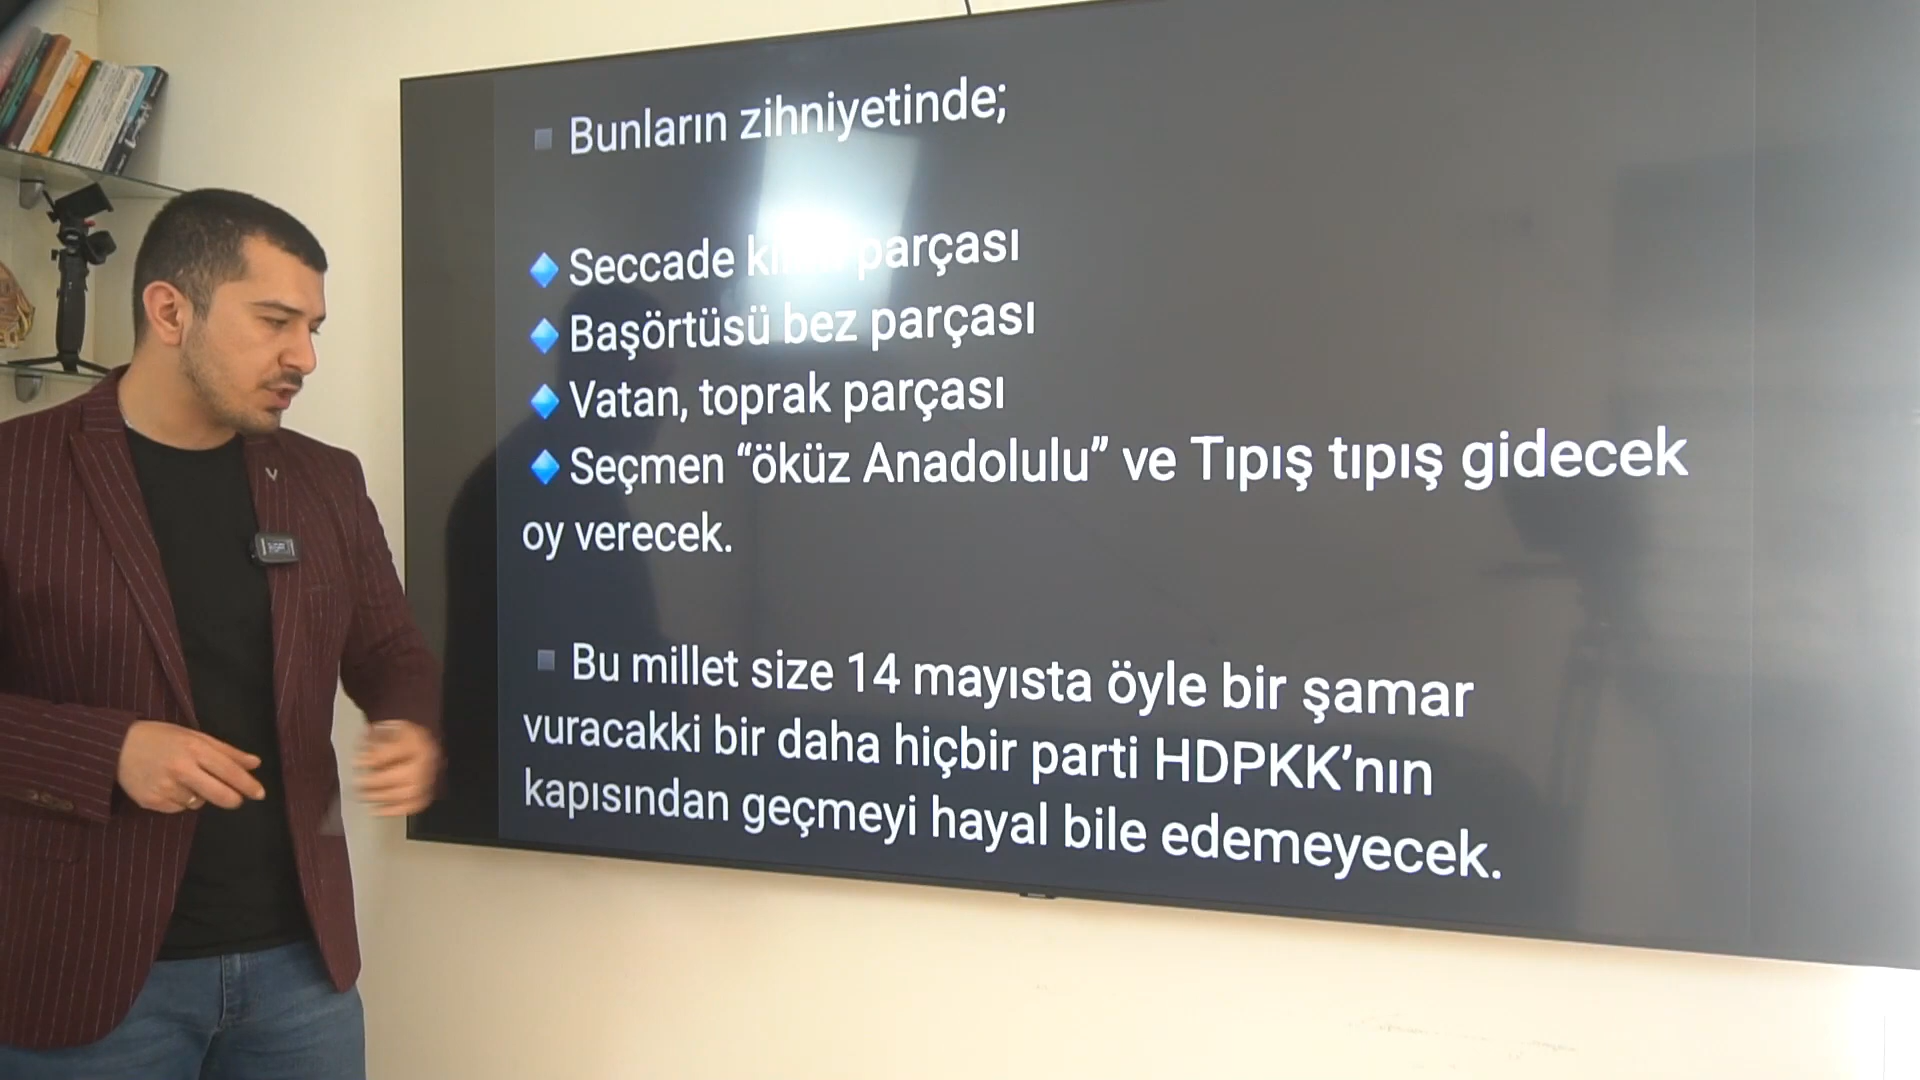 Bunların zihniyetinde;
Seccade parçası
Başörtüsü bez parçası
Vatan, toprak parçası
Seçmen “öküz Anadolulu” ve Tıpış tıpış gidecek
oy verecek.
Bu millet size 14 mayısta öyle bir şamar
vuracakki bir daha hiçbir parti HDPKK’nın
kapısından geçmeyi hayal bile edemeyecek.